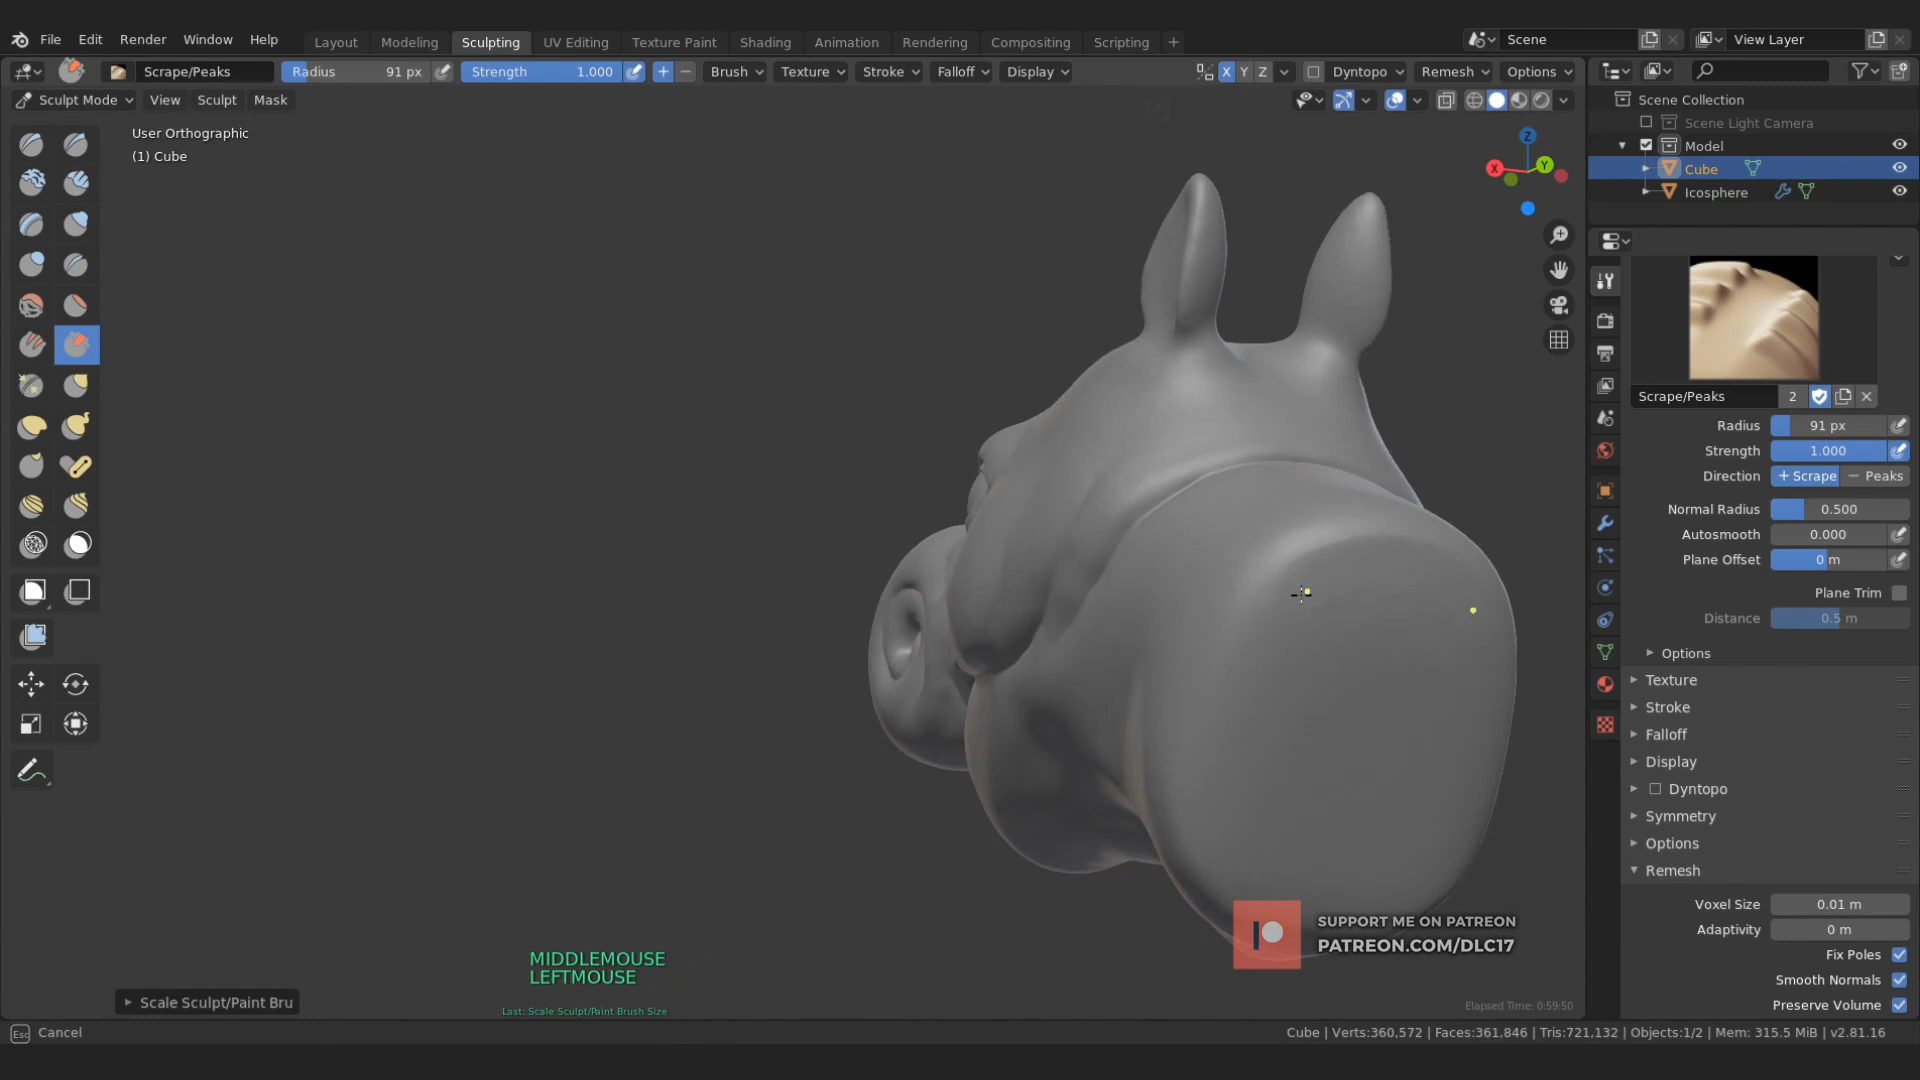 File Edit Render Window Help Layout Modeling Sculpting UV Editing Texture Paint Shading Animation Rendering Compositing Scripting + Scene View Layer
Scrape/Peaks Radius 91 px Strength 1.000 + − Brush Texture Stroke Falloff Display X Y Z Dyntopo Remesh Options
Sculpt Mode View Sculpt Mask
User Orthographic
(1) Cube
Z
X Y
Scene Collection
Scene Light Camera
Model
Cube
Icosphere
Scrape/Peaks 2
Radius 91 px
Strength 1.000
Direction + Scrape − Peaks
Normal Radius 0.500
Autosmooth 0.000
Plane Offset 0 m
Plane Trim
Distance 0.5 m
Options
Texture
Stroke
Falloff
Display
Dyntopo
Symmetry
Options
Remesh
Voxel Size 0.01 m
Adaptivity 0 m
Fix Poles
Smooth Normals
Preserve Volume
SUPPORT ME ON PATREON
PATREON.COM/DLC17
MIDDLEMOUSE
LEFTMOUSE
Scale Sculpt/Paint Bru
Last: Scale Sculpt/Paint Brush Size
Elapsed Time: 0:59:50
Esc Cancel
Cube | Verts:360,572 | Faces:361,846 | Tris:721,132 | Objects:1/2 | Mem: 315.5 MiB | v2.81.16